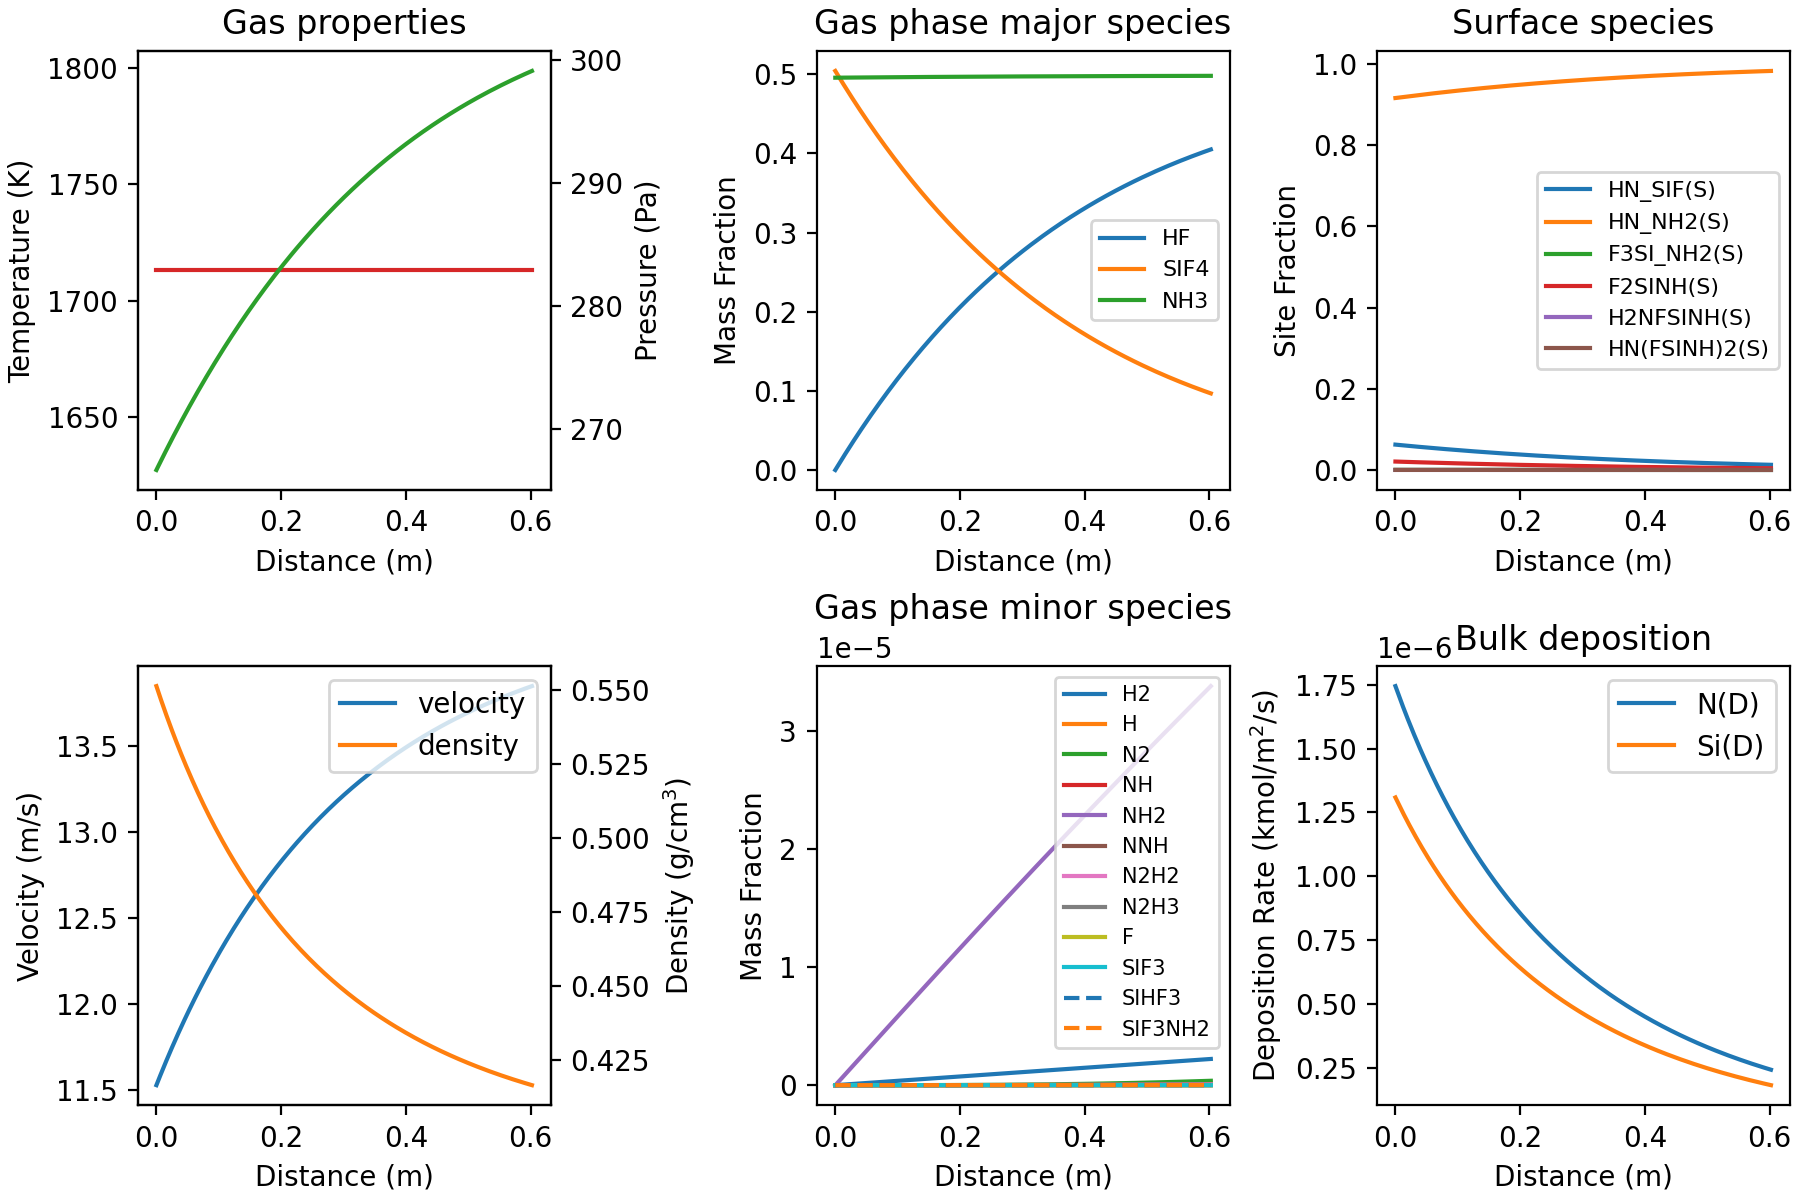 Gas properties
Temperature (K)
1800
1750
1700
1650
300
290
280
270
Pressure (Pa)
0.0 0.2 0.4 0.6
Distance (m)
Gas phase major species
Mass Fraction
0.5
0.4
0.3
0.2
0.1
0.0
HF
SIF4
NH3
0.0 0.2 0.4 0.6
Distance (m)
Surface species
Site Fraction
1.0
0.8
0.6
0.4
0.2
0.0
HN_SIF(S)
HN_NH2(S)
F3SI_NH2(S)
F2SINH(S)
H2NFSINH(S)
HN(FSINH)2(S)
0.0 0.2 0.4 0.6
Distance (m)
Velocity (m/s)
13.5
13.0
12.5
12.0
11.5
velocity
density
0.550
0.525
0.500
0.475
0.450
0.425
Density (g/cm³)
0.0 0.2 0.4 0.6
Distance (m)
Gas phase minor species
1e−5
Mass Fraction
3
2
1
0
H2
H
N2
NH
NH2
NNH
N2H2
N2H3
F
SIF3
SIHF3
SIF3NH2
0.0 0.2 0.4 0.6
Distance (m)
Bulk deposition
1e−6
Deposition Rate (kmol/m²/s)
1.75
1.50
1.25
1.00
0.75
0.50
0.25
N(D)
Si(D)
0.0 0.2 0.4 0.6
Distance (m)